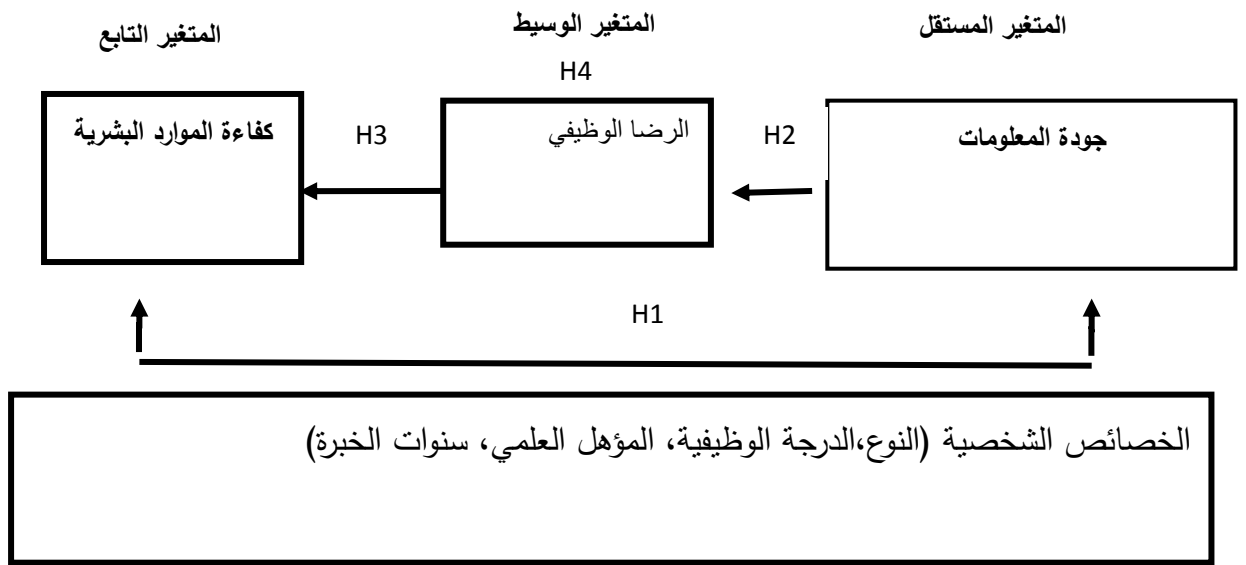 المتغير المستقل
المتغير الوسيط
المتغير التابع
H4
جودة المعلومات
H2
الرضا الوظيفي
H3
كفاءة الموارد البشرية
H1
الخصائص الشخصية (النوع،الدرجة الوظيفية، المؤهل العلمي، سنوات الخبرة)